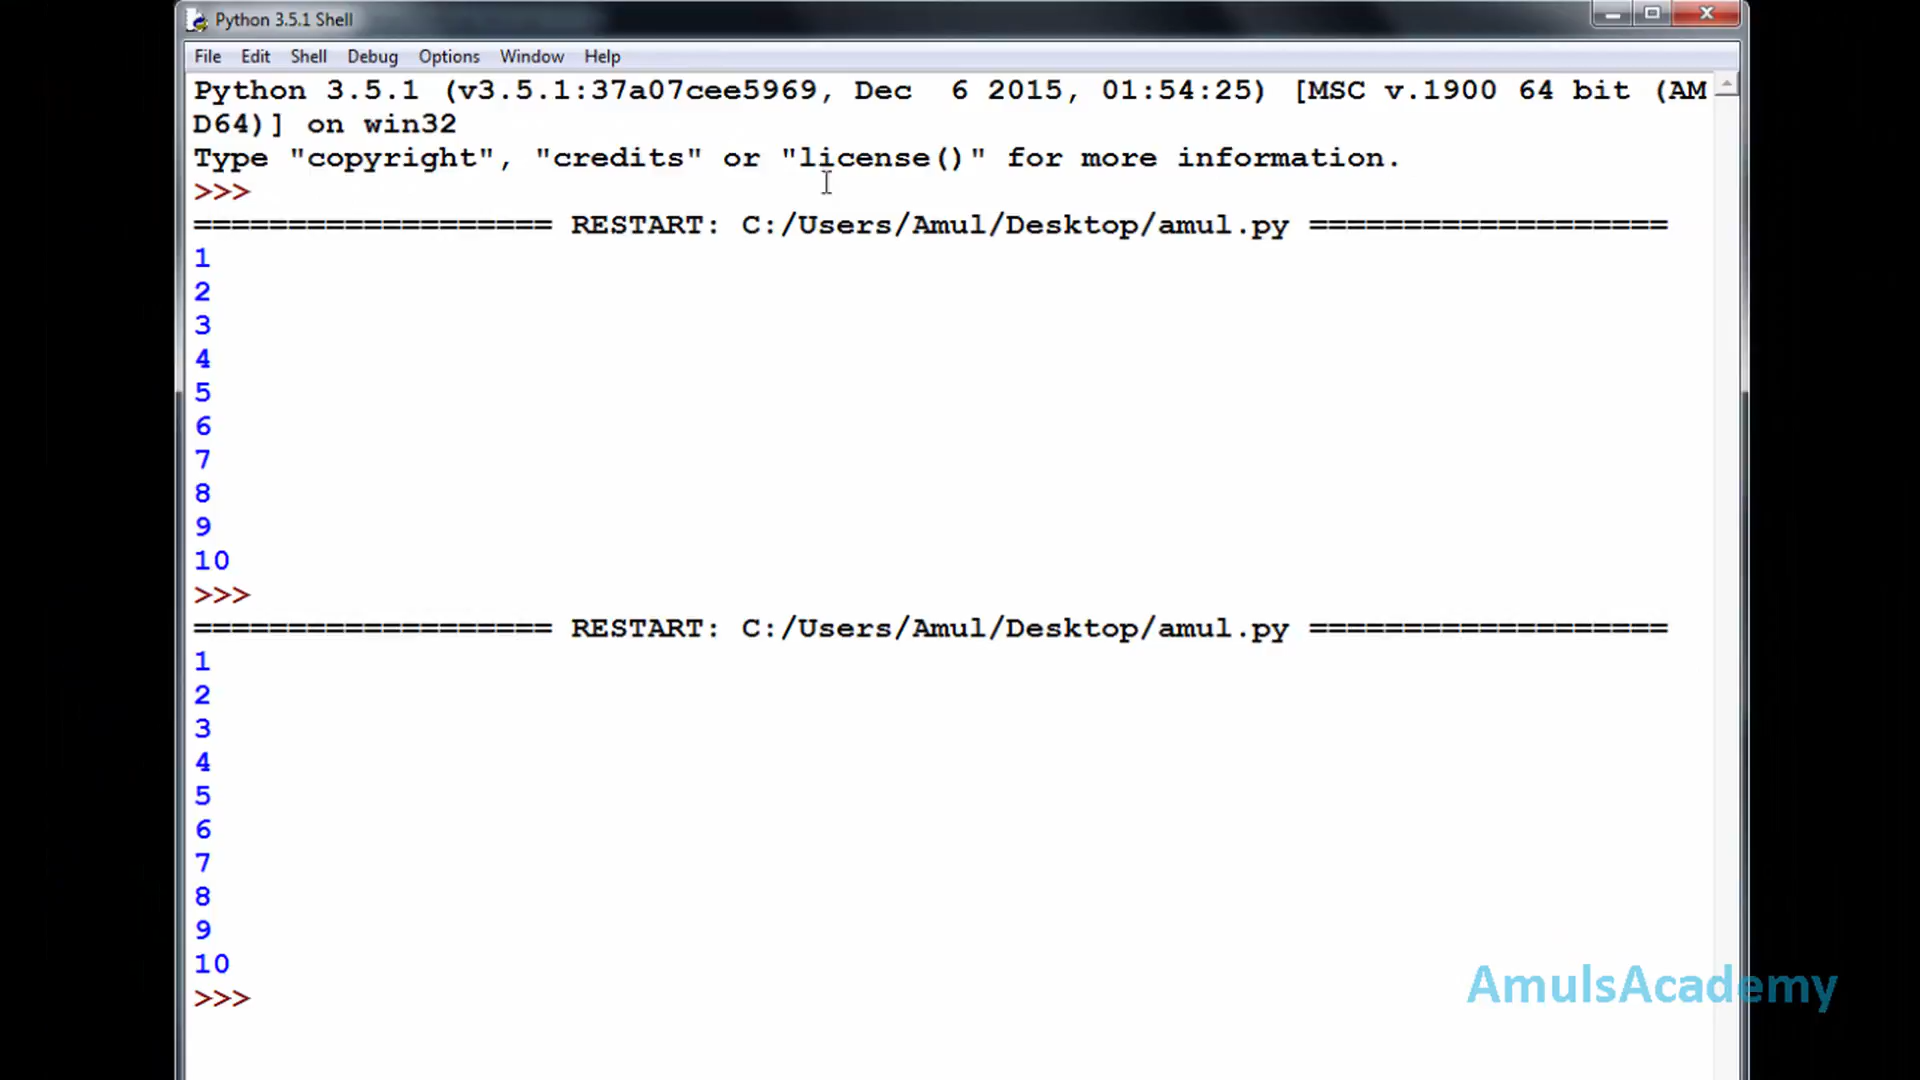 Python 3.5.1 Shell
File Edit Shell Debug Options Window Help
Python 3.5.1 (v3.5.1:37a07cee5969, Dec  6 2015, 01:54:25) [MSC v.1900 64 bit (AM
D64)] on win32
Type "copyright", "credits" or "license()" for more information.
>>>
=================== RESTART: C:/Users/Amul/Desktop/amul.py ===================
1
2
3
4
5
6
7
8
9
10
>>>
=================== RESTART: C:/Users/Amul/Desktop/amul.py ===================
1
2
3
4
5
6
7
8
9
10
>>>
AmulsAcademy